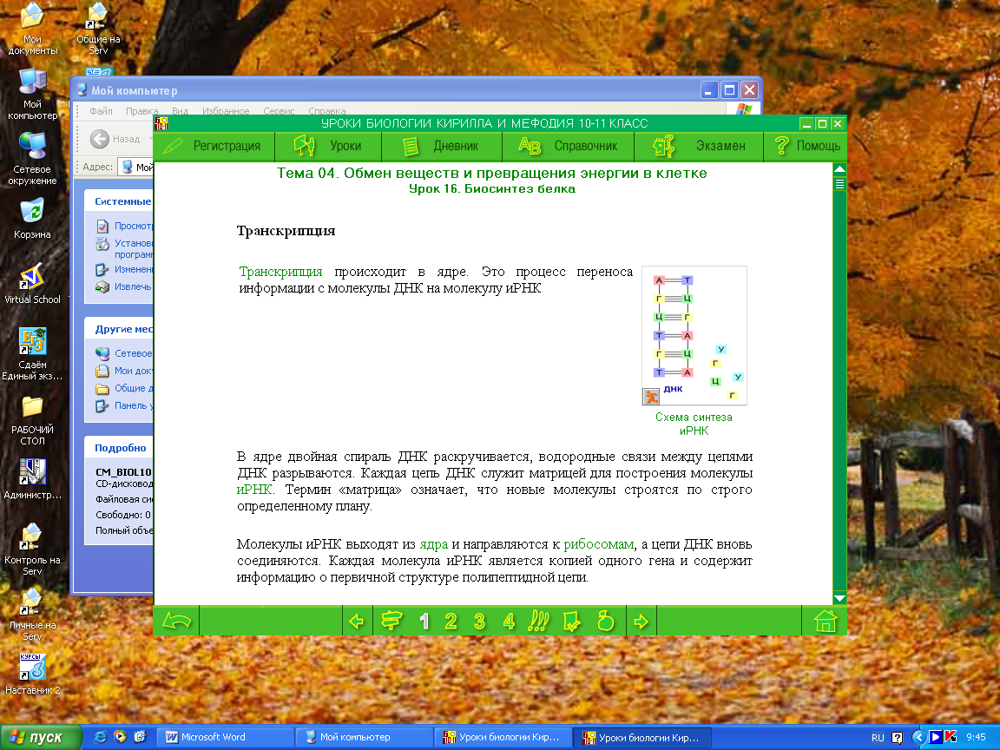 Мои
документы
Общие на
Serv
Мой
компьютер
Сетевое
окружение
Корзина
Virtual School
Сдаём
Единый экз...
РАБОЧИЙ
СТОЛ
Администр...
Контроль на
Serv
Личные на
Serv
КУРСЫ
Наставник 2
Мой компьютер
Файл Правка Вид Избранное Сервис Справка
Назад
Адрес: Мой
Системные
Просмот
Установ
програм
Изменен
Извлечь
Другие мес
Сетевое
Мои док
Общие д
Панель у
Подробно
CM_BIOL10
CD-дисковод
Файловая сис
Свободно: 0
Полный объе
УРОКИ БИОЛОГИИ КИРИЛЛА И МЕФОДИЯ 10-11 КЛАСС
Регистрация Уроки Дневник Справочник Экзамен Помощь
Тема 04. Обмен веществ и превращения энергии в клетке
Урок 16. Биосинтез белка
Транскрипция
Транскрипция происходит в ядре. Это процесс переноса
информации с молекулы ДНК на молекулу иРНК
А Т
Г Ц
Ц Г
Т А
Г Ц
Т А
У
Г
У
Ц
Г
ДНК
Схема синтеза
иРНК
В ядре двойная спираль ДНК раскручивается, водородные связи между цепями
ДНК разрываются. Каждая цепь ДНК служит матрицей для построения молекулы
иРНК. Термин «матрица» означает, что новые молекулы строятся по строго
определенному плану.
Молекулы иРНК выходят из ядра и направляются к рибосомам, а цепи ДНК вновь
соединяются. Каждая молекула иРНК является копией одного гена и содержит
информацию о первичной структуре полипептидной цепи.
1 2 3 4 !!!
пуск
Microsoft Word
Мой компьютер
Уроки биологии Кир...
Уроки биологии Кир...
RU
9:45